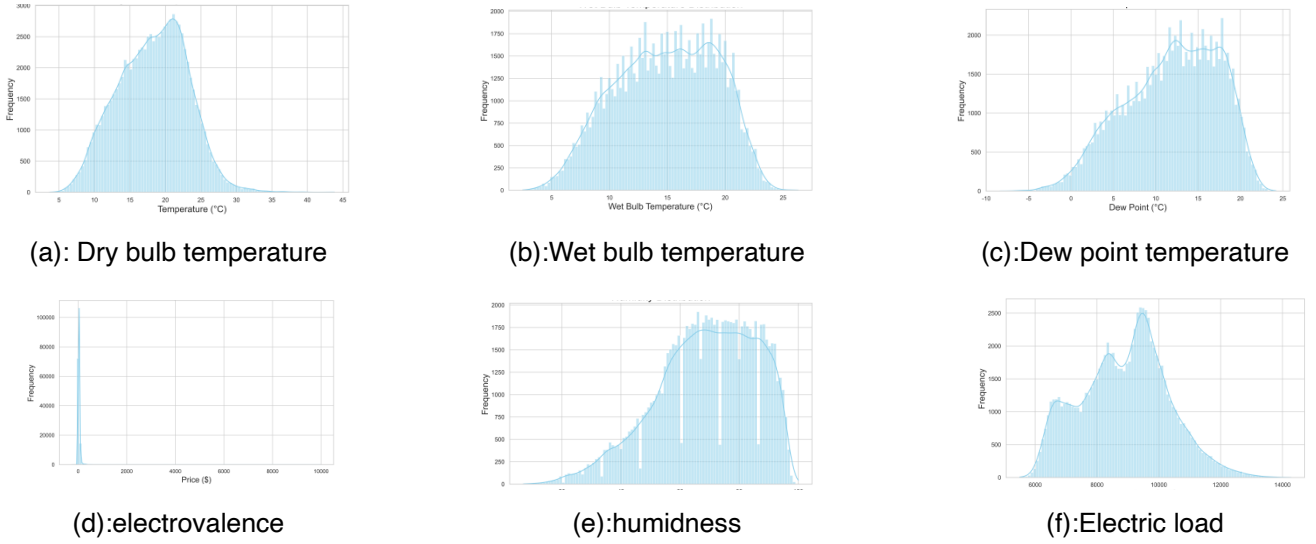 3000
2500
2000
1500
1000
500
0
Frequency
5 10 15 20 25 30 35 40 45
Temperature (°C)
2000
1750
1500
1250
1000
750
500
250
0
Frequency
5 10 15 20 25
Wet Bulb Temperature (°C)
2000
1500
1000
500
0
Frequency
-10 -5 0 5 10 15 20 25
Dew Point (°C)
(a): Dry bulb temperature
(b):Wet bulb temperature
(c):Dew point temperature
100000
80000
60000
40000
20000
0
Frequency
0 2000 4000 6000 8000 10000
Price ($)
2000
1750
1500
1250
1000
750
500
250
0
Frequency
2500
2000
1500
1000
500
0
Frequency
6000 8000 10000 12000 14000
(d):electrovalence
(e):humidness
(f):Electric load